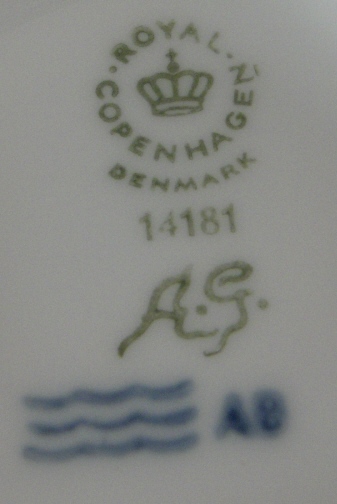 ROYAL COPENHAGEN
DENMARK
14181
A.G.
AB